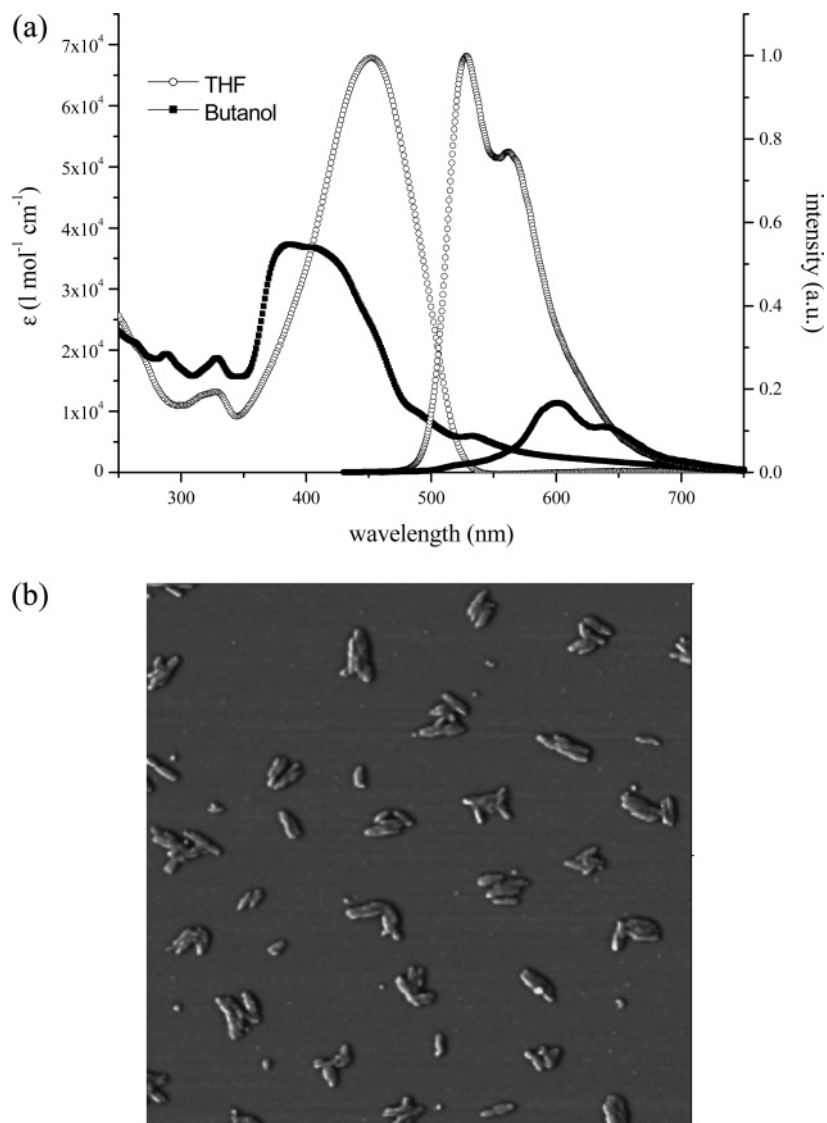 (a)
7x10⁴
6x10⁴
5x10⁴
4x10⁴
3x10⁴
2x10⁴
1x10⁴
0
ε (l mol⁻¹ cm⁻¹)
THF
Butanol
1.0
0.8
0.6
0.4
0.2
0.0
intensity (a.u.)
300 400 500 600 700
wavelength (nm)
(b)